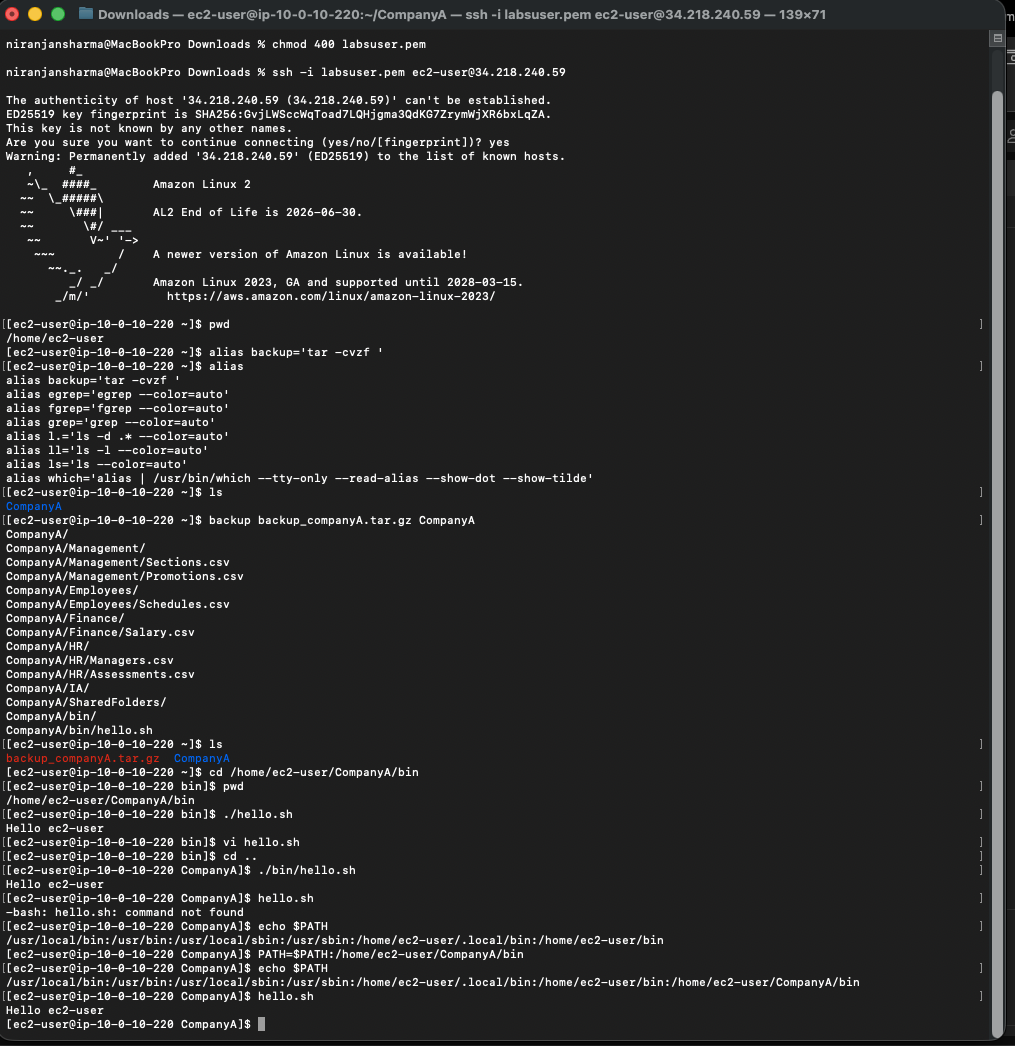 Downloads — ec2-user@ip-10-0-10-220:~/CompanyA — ssh -i labsuser.pem ec2-user@34.218.240.59 — 139×71
niranjansharma@MacBookPro Downloads % chmod 400 labsuser.pem
niranjansharma@MacBookPro Downloads % ssh -i labsuser.pem ec2-user@34.218.240.59
The authenticity of host '34.218.240.59 (34.218.240.59)' can't be established.
ED25519 key fingerprint is SHA256:GvjLWSccWqToad7LQHjgma3QdKG7ZrymWjXR6bxLqZA.
This key is not known by any other names.
Are you sure you want to continue connecting (yes/no/[fingerprint])? yes
Warning: Permanently added '34.218.240.59' (ED25519) to the list of known hosts.
   ,     #_
   ~\_  ####_        Amazon Linux 2
  ~~  \_#####\
  ~~     \###|       AL2 End of Life is 2026-06-30.
  ~~       \#/ ___
   ~~       V~' '->
    ~~~         /    A newer version of Amazon Linux is available!
      ~~._.   _/
         _/ _/       Amazon Linux 2023, GA and supported until 2028-03-15.
       _/m/'           https://aws.amazon.com/linux/amazon-linux-2023/
[[ec2-user@ip-10-0-10-220 ~]$ pwd ]
/home/ec2-user
[ec2-user@ip-10-0-10-220 ~]$ alias backup='tar -cvzf '
[[ec2-user@ip-10-0-10-220 ~]$ alias ]
alias backup='tar -cvzf '
alias egrep='egrep --color=auto'
alias fgrep='fgrep --color=auto'
alias grep='grep --color=auto'
alias l.='ls -d .* --color=auto'
alias ll='ls -l --color=auto'
alias ls='ls --color=auto'
alias which='alias | /usr/bin/which --tty-only --read-alias --show-dot --show-tilde'
[[ec2-user@ip-10-0-10-220 ~]$ ls ]
CompanyA
[[ec2-user@ip-10-0-10-220 ~]$ backup backup_companyA.tar.gz CompanyA ]
CompanyA/
CompanyA/Management/
CompanyA/Management/Sections.csv
CompanyA/Management/Promotions.csv
CompanyA/Employees/
CompanyA/Employees/Schedules.csv
CompanyA/Finance/
CompanyA/Finance/Salary.csv
CompanyA/HR/
CompanyA/HR/Managers.csv
CompanyA/HR/Assessments.csv
CompanyA/IA/
CompanyA/SharedFolders/
CompanyA/bin/
CompanyA/bin/hello.sh
[[ec2-user@ip-10-0-10-220 ~]$ ls ]
backup_companyA.tar.gz  CompanyA
[ec2-user@ip-10-0-10-220 ~]$ cd /home/ec2-user/CompanyA/bin
[[ec2-user@ip-10-0-10-220 bin]$ pwd ]
/home/ec2-user/CompanyA/bin
[[ec2-user@ip-10-0-10-220 bin]$ ./hello.sh ]
Hello ec2-user
[[ec2-user@ip-10-0-10-220 bin]$ vi hello.sh ]
[[ec2-user@ip-10-0-10-220 bin]$ cd .. ]
[[ec2-user@ip-10-0-10-220 CompanyA]$ ./bin/hello.sh ]
Hello ec2-user
[[ec2-user@ip-10-0-10-220 CompanyA]$ hello.sh ]
-bash: hello.sh: command not found
[[ec2-user@ip-10-0-10-220 CompanyA]$ echo $PATH ]
/usr/local/bin:/usr/bin:/usr/local/sbin:/usr/sbin:/home/ec2-user/.local/bin:/home/ec2-user/bin
[ec2-user@ip-10-0-10-220 CompanyA]$ PATH=$PATH:/home/ec2-user/CompanyA/bin
[[ec2-user@ip-10-0-10-220 CompanyA]$ echo $PATH ]
/usr/local/bin:/usr/bin:/usr/local/sbin:/usr/sbin:/home/ec2-user/.local/bin:/home/ec2-user/bin:/home/ec2-user/CompanyA/bin
[[ec2-user@ip-10-0-10-220 CompanyA]$ hello.sh ]
Hello ec2-user
[ec2-user@ip-10-0-10-220 CompanyA]$